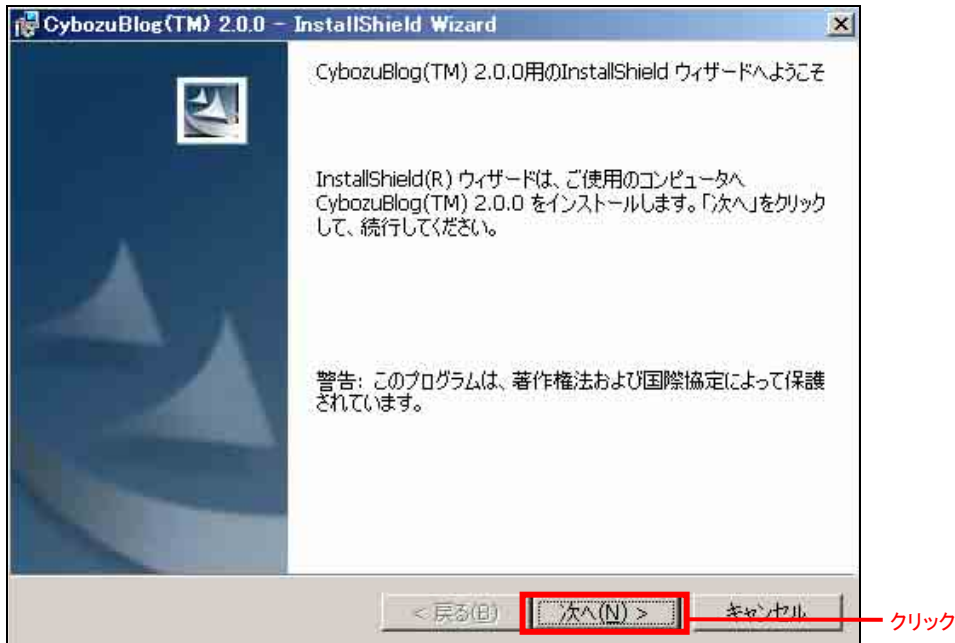 CybozuBlog(TM) 2.0.0 - InstallShield Wizard
CybozuBlog(TM) 2.0.0用のInstallShield ウィザードへようこそ
InstallShield(R) ウィザードは、ご使用のコンピュータへ
CybozuBlog(TM) 2.0.0 をインストールします。「次へ」をクリック
して、続行してください。
警告: このプログラムは、著作権法および国際協定によって保護
されています。
< 戻る(B) 次へ(N) > キャンセル
クリック